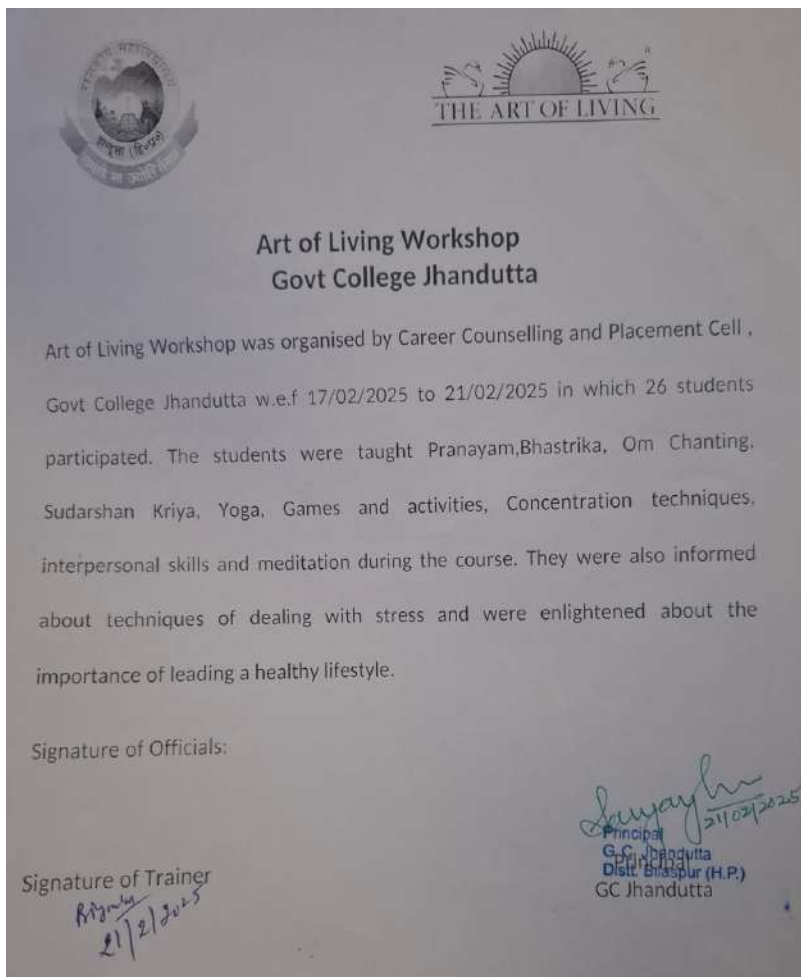 THE ART OF LIVING
झन्दुता (हि०प्र०)
Art of Living Workshop
Govt College Jhandutta
Art of Living Workshop was organised by Career Counselling and Placement Cell ,
Govt College Jhandutta w.e.f 17/02/2025 to 21/02/2025 in which 26 students
participated. The students were taught Pranayam,Bhastrika, Om Chanting,
Sudarshan Kriya, Yoga, Games and activities, Concentration techniques,
interpersonal skills and meditation during the course. They were also informed
about techniques of dealing with stress and were enlightened about the
importance of leading a healthy lifestyle.
Signature of Officials:
21/02/2025
Principal
G.C. Jhandutta
Principal
Distt. Bilaspur (H.P.)
GC Jhandutta
Signature of Trainer
21/2/2025